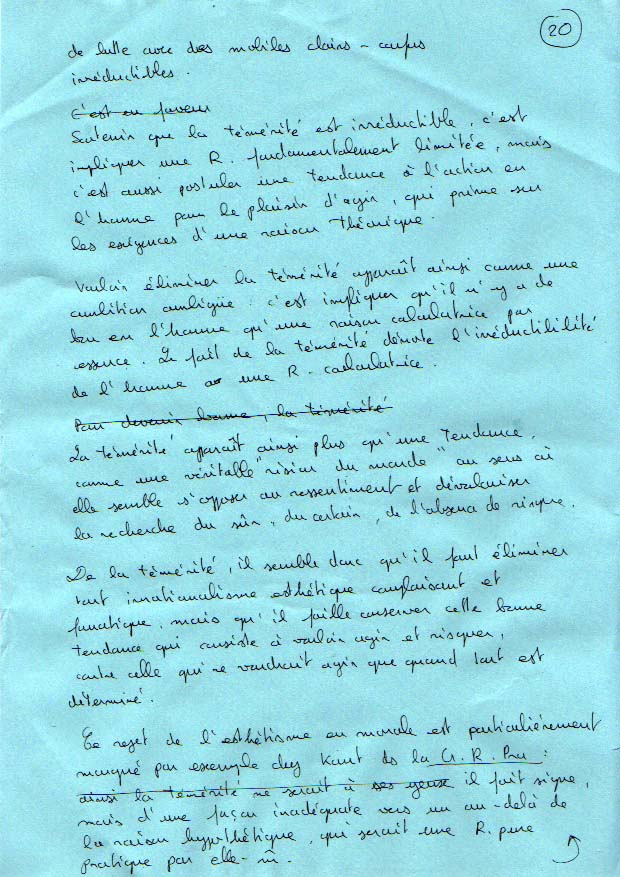 20
de lutte avec des mobiles clairs - confus
irréductibles.
C'est en faveur
Soutenir que la témérité est irréductible, c'est
impliquer une R. fondamentalement limitée, mais
c'est aussi postuler une tendance à l'action en
l'homme pour le plaisir d'agir, qui prime sur
les exigences d'une raison théorique.
Vouloir éliminer la témérité apparaît ainsi comme une
ambition ambigüe : c'est impliquer qu'il n'y a de
bon en l'homme qu'une raison calculatrice par
essence. Le fait de la témérité dénote l'irréductibilité
de l'homme à une R. calculatrice.
Pour devenir bonne, la témérité
La témérité apparaît ainsi plus qu'une tendance,
comme une véritable "vision du monde" au sens où
elle semble s'opposer au ressentiment et dévaloriser
la recherche du sûr, du certain, de l'absence de risque.
De la témérité, il semble donc qu'il faut éliminer
tout irrationalisme esthétique complaisant et
fanatique, mais qu'il faille conserver cette bonne
tendance qui consiste à vouloir agir et risquer,
contre celle qui ne voudrait agir que quand tout est
déterminé.
Ce rejet de l'esthétisme en morale est particulièrement
marqué par exemple chez Kant ds la C. R. Pra :
ainsi la témérité ne serait à ses yeux il fait signe,
mais d'une façon inadéquate vers un au-delà de
la raison hypothétique, qui serait une R. pure
pratique par elle-m̂.